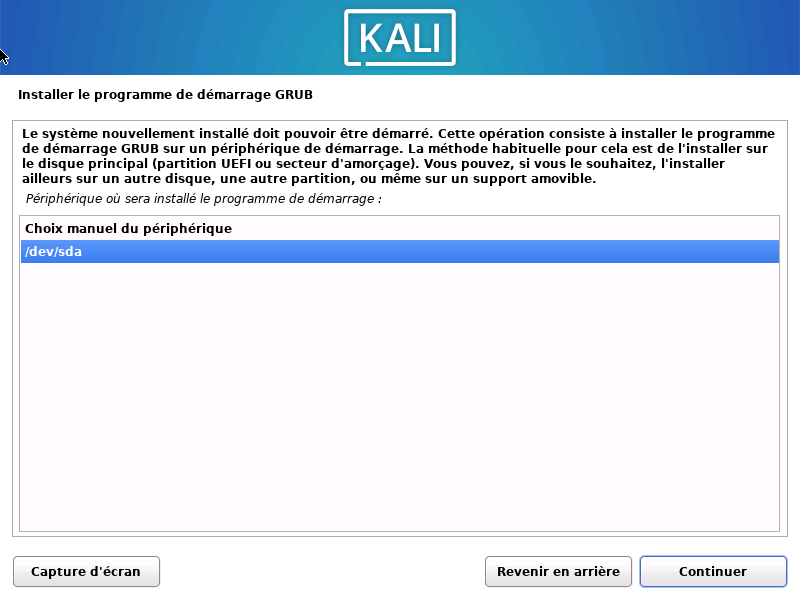 KALI
Installer le programme de démarrage GRUB
Le système nouvellement installé doit pouvoir être démarré. Cette opération consiste à installer le programme
de démarrage GRUB sur un périphérique de démarrage. La méthode habituelle pour cela est de l'installer sur
le disque principal (partition UEFI ou secteur d'amorçage). Vous pouvez, si vous le souhaitez, l'installer
ailleurs sur un autre disque, une autre partition, ou même sur un support amovible.
Périphérique où sera installé le programme de démarrage :
Choix manuel du périphérique
/dev/sda
Capture d'écran
Revenir en arrière
Continuer